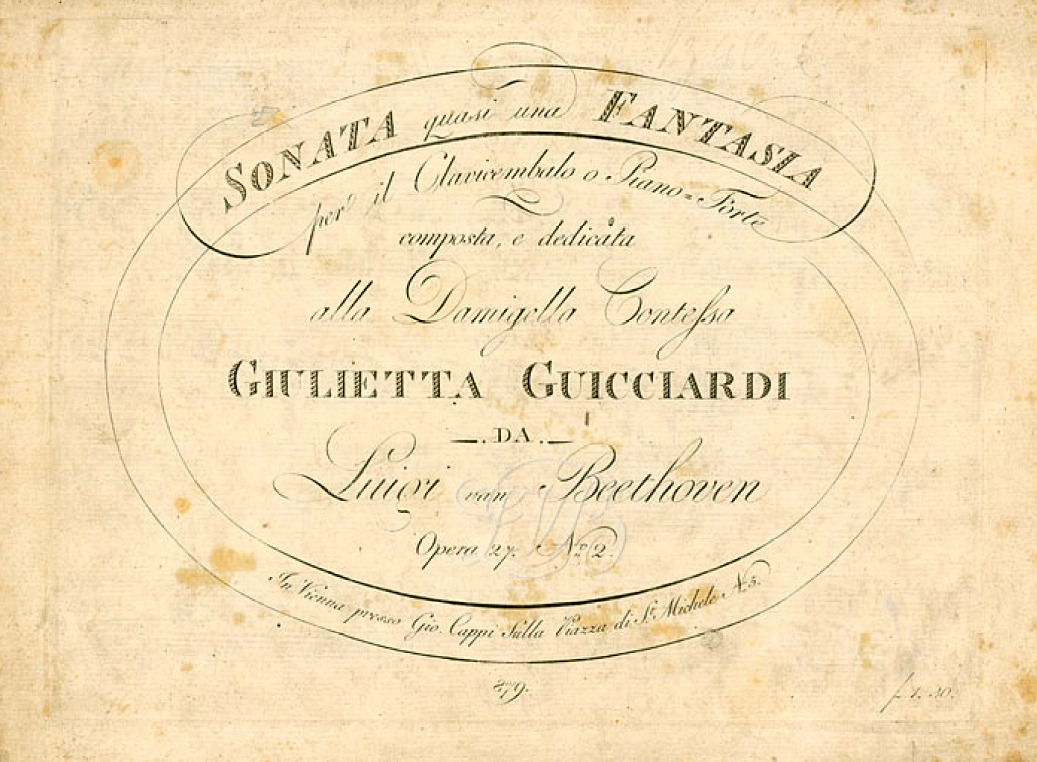 SONATA quasi una FANTASIA
per il Clavicembalo o Piano=Forte
composta, e dedicata
alla Damigella Contessa
GIULIETTA GUICCIARDI
DA
Luigi van Beethoven
Opera 27. No 2.
In Vienna presso Gio. Cappi Sulla Piazza di St. Michele No 5.
879.
f. 1.30.